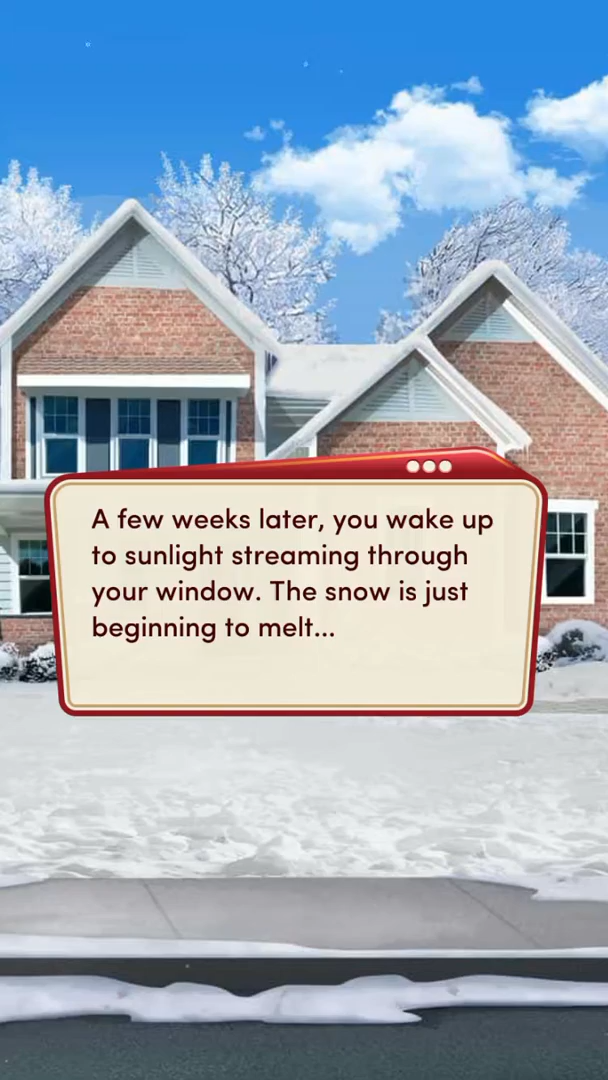 A few weeks later, you wake up
to sunlight streaming through
your window. The snow is just
beginning to melt...